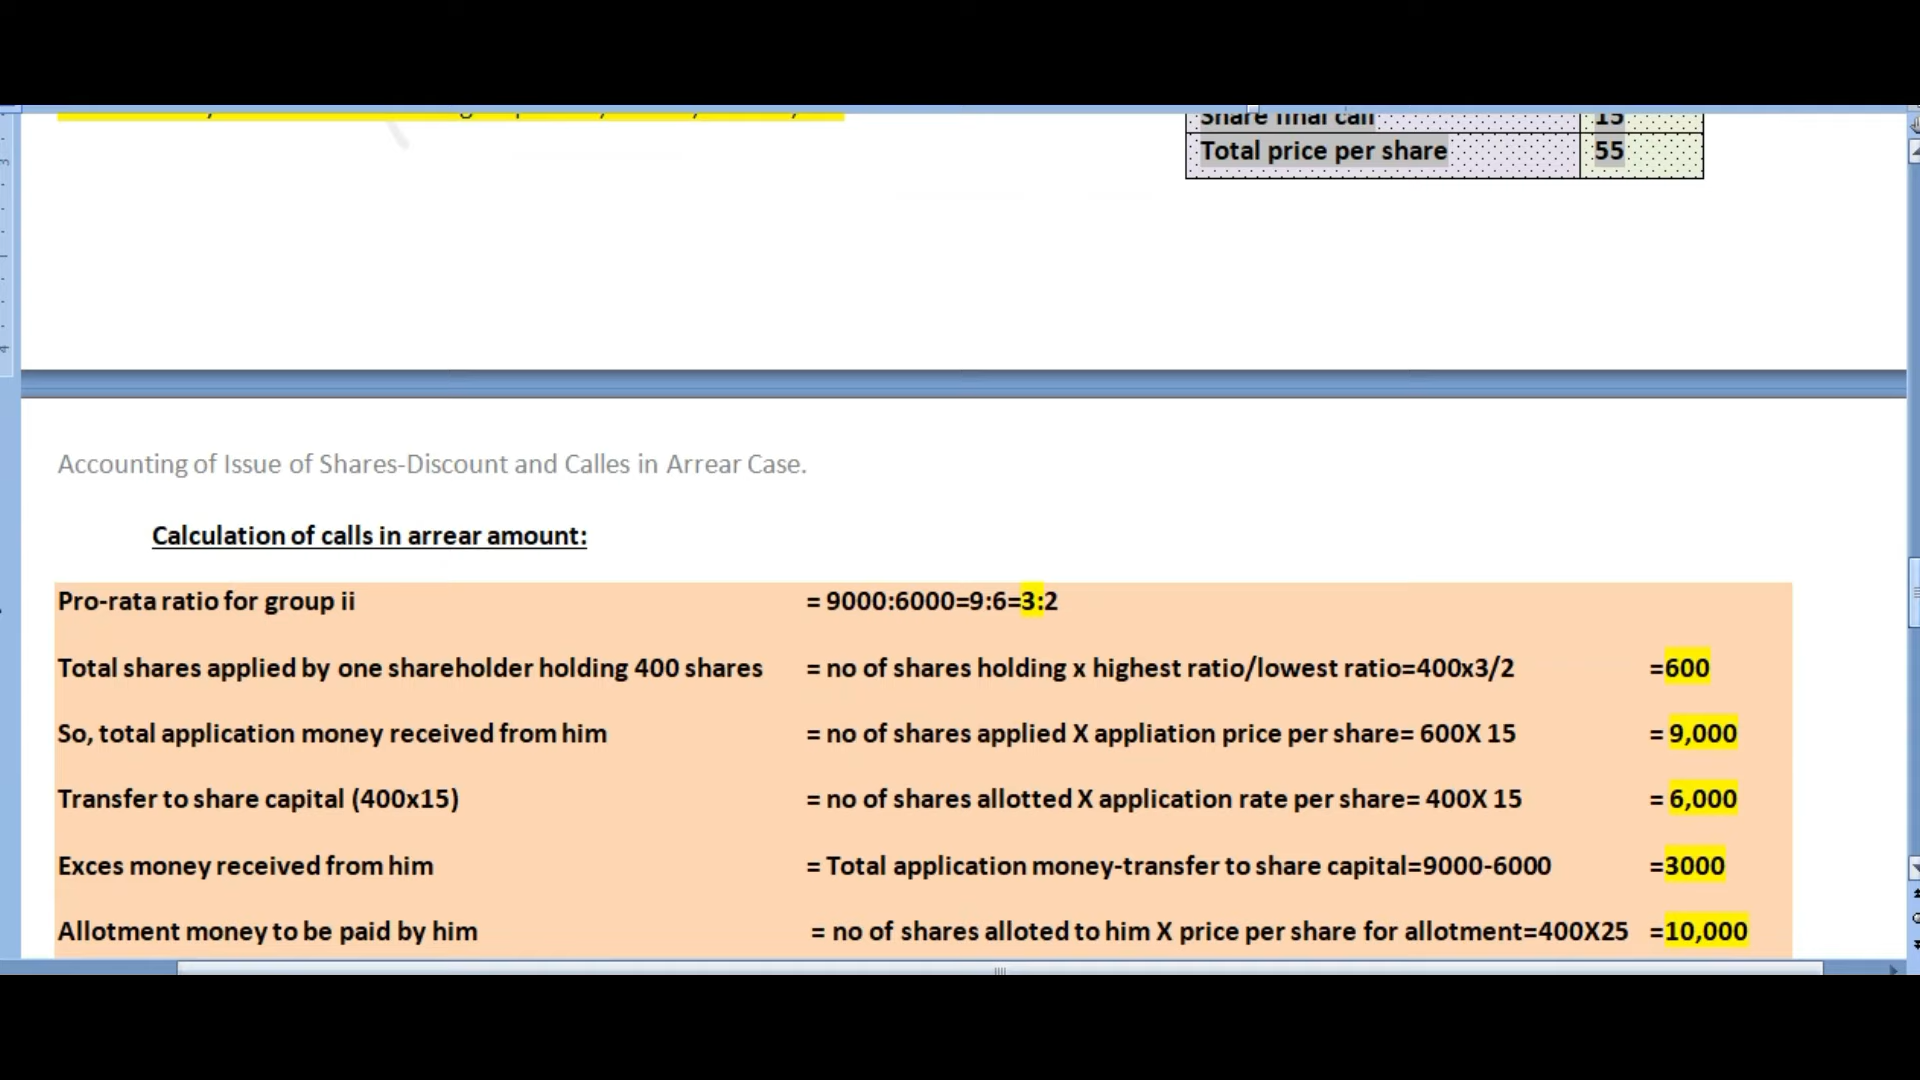 Share final call 15
Total price per share 55
Accounting of Issue of Shares-Discount and Calles in Arrear Case.
Calculation of calls in arrear amount:
Pro-rata ratio for group ii = 9000:6000=9:6=3:2
Total shares applied by one shareholder holding 400 shares = no of shares holding x highest ratio/lowest ratio=400x3/2 =600
So, total application money received from him = no of shares applied X appliation price per share= 600X 15 = 9,000
Transfer to share capital (400x15) = no of shares allotted X application rate per share= 400X 15 = 6,000
Exces money received from him = Total application money-transfer to share capital=9000-6000 =3000
Allotment money to be paid by him = no of shares alloted to him X price per share for allotment=400X25 =10,000